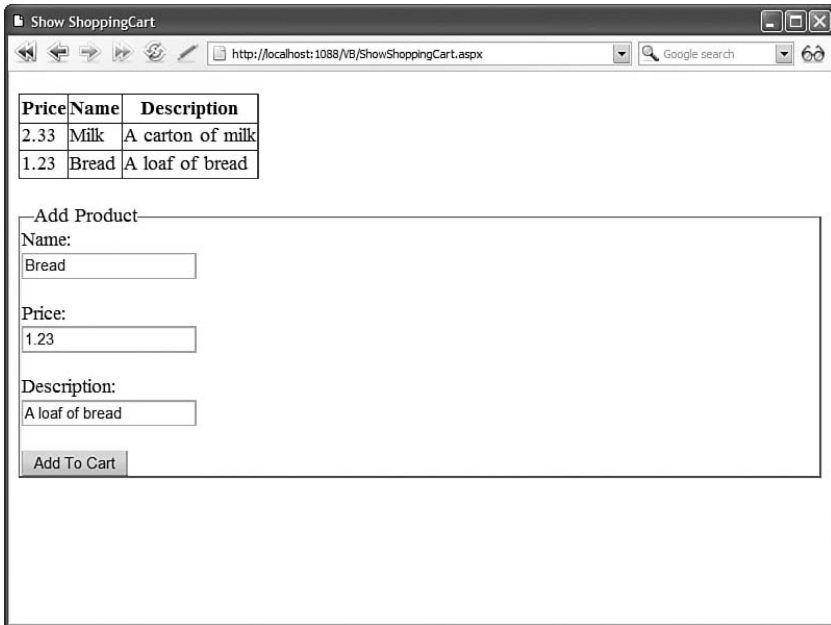 Show ShoppingCart
http://localhost:1088/VB/ShowShoppingCart.aspx Google search
Price Name Description
2.33 Milk A carton of milk
1.23 Bread A loaf of bread
Add Product
Name:
Bread
Price:
1.23
Description:
A loaf of bread
Add To Cart